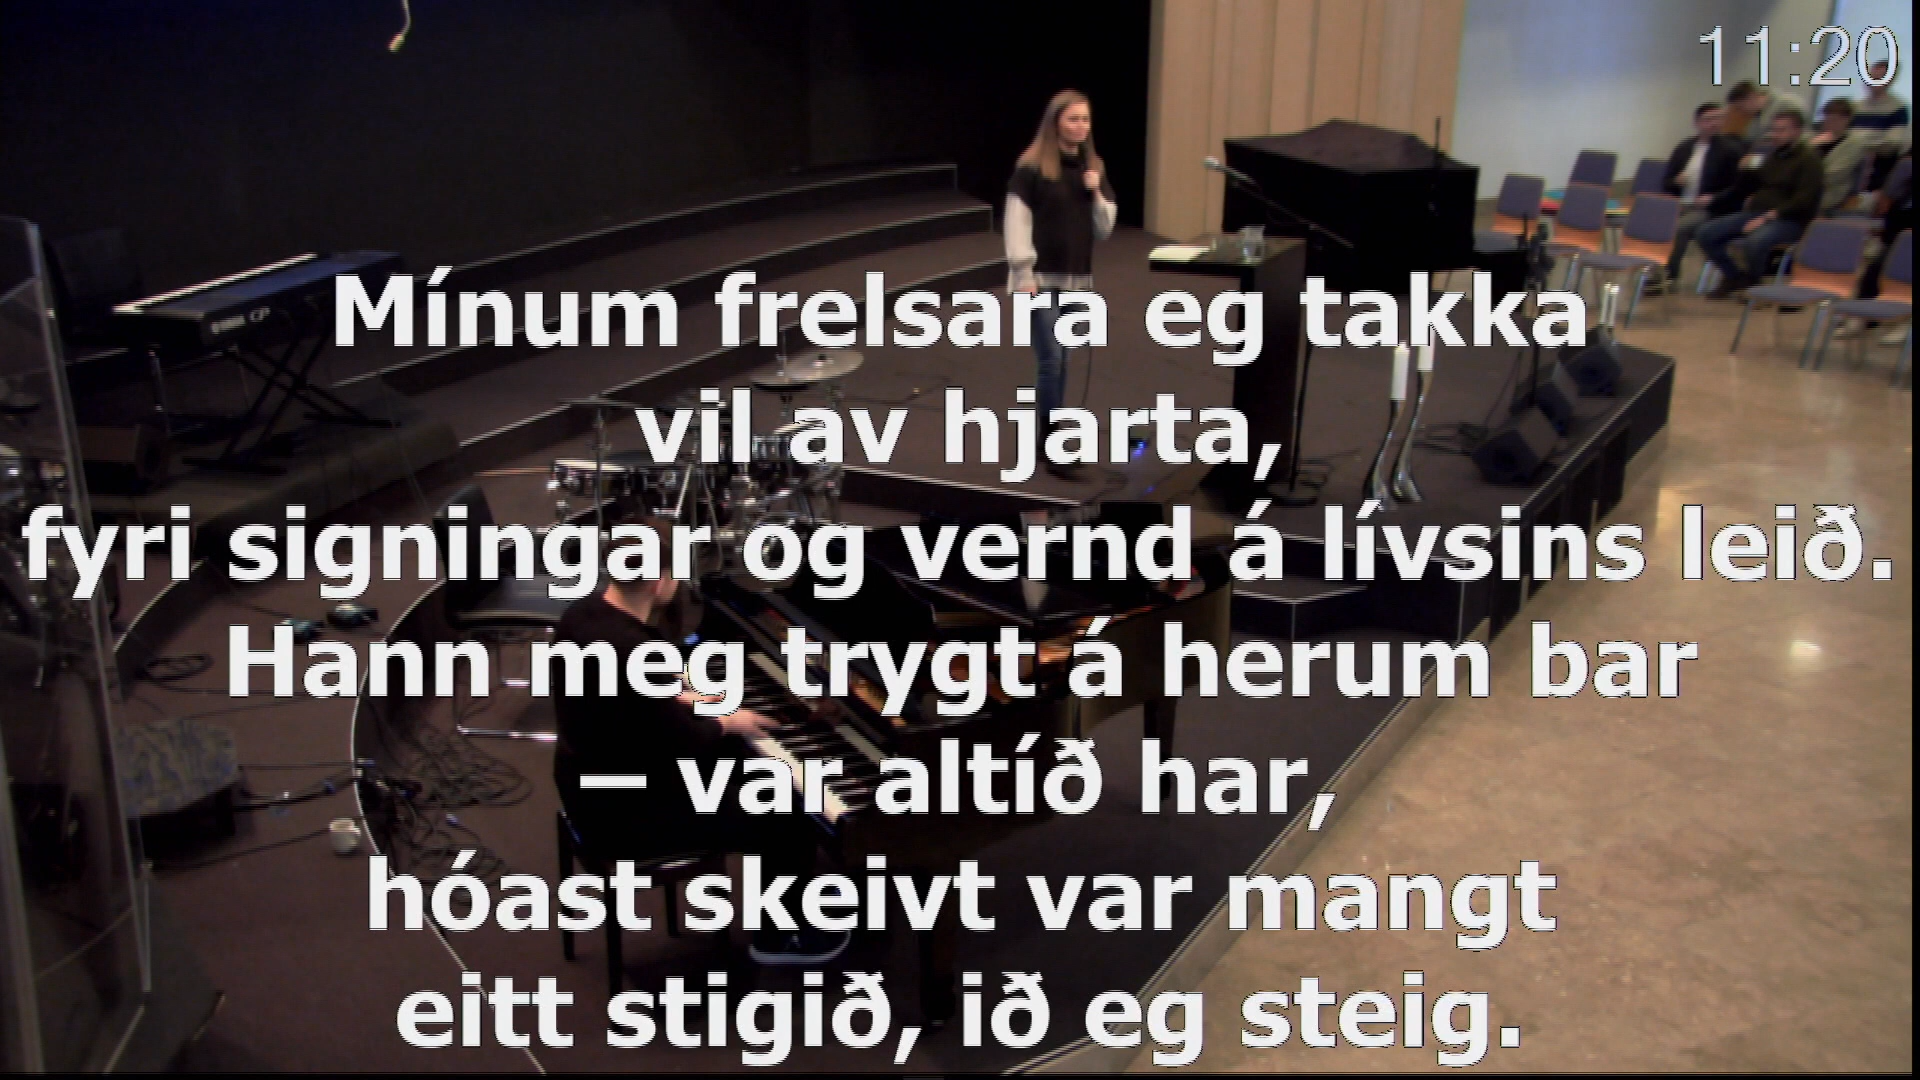 11:20
Mínum frelsara eg takka
vil av hjarta,
fyri signingar og vernd á lívsins leið.
Hann meg trygt á herum bar
– var altíð har,
hóast skeivt var mangt
eitt stigið, ið eg steig.
CP